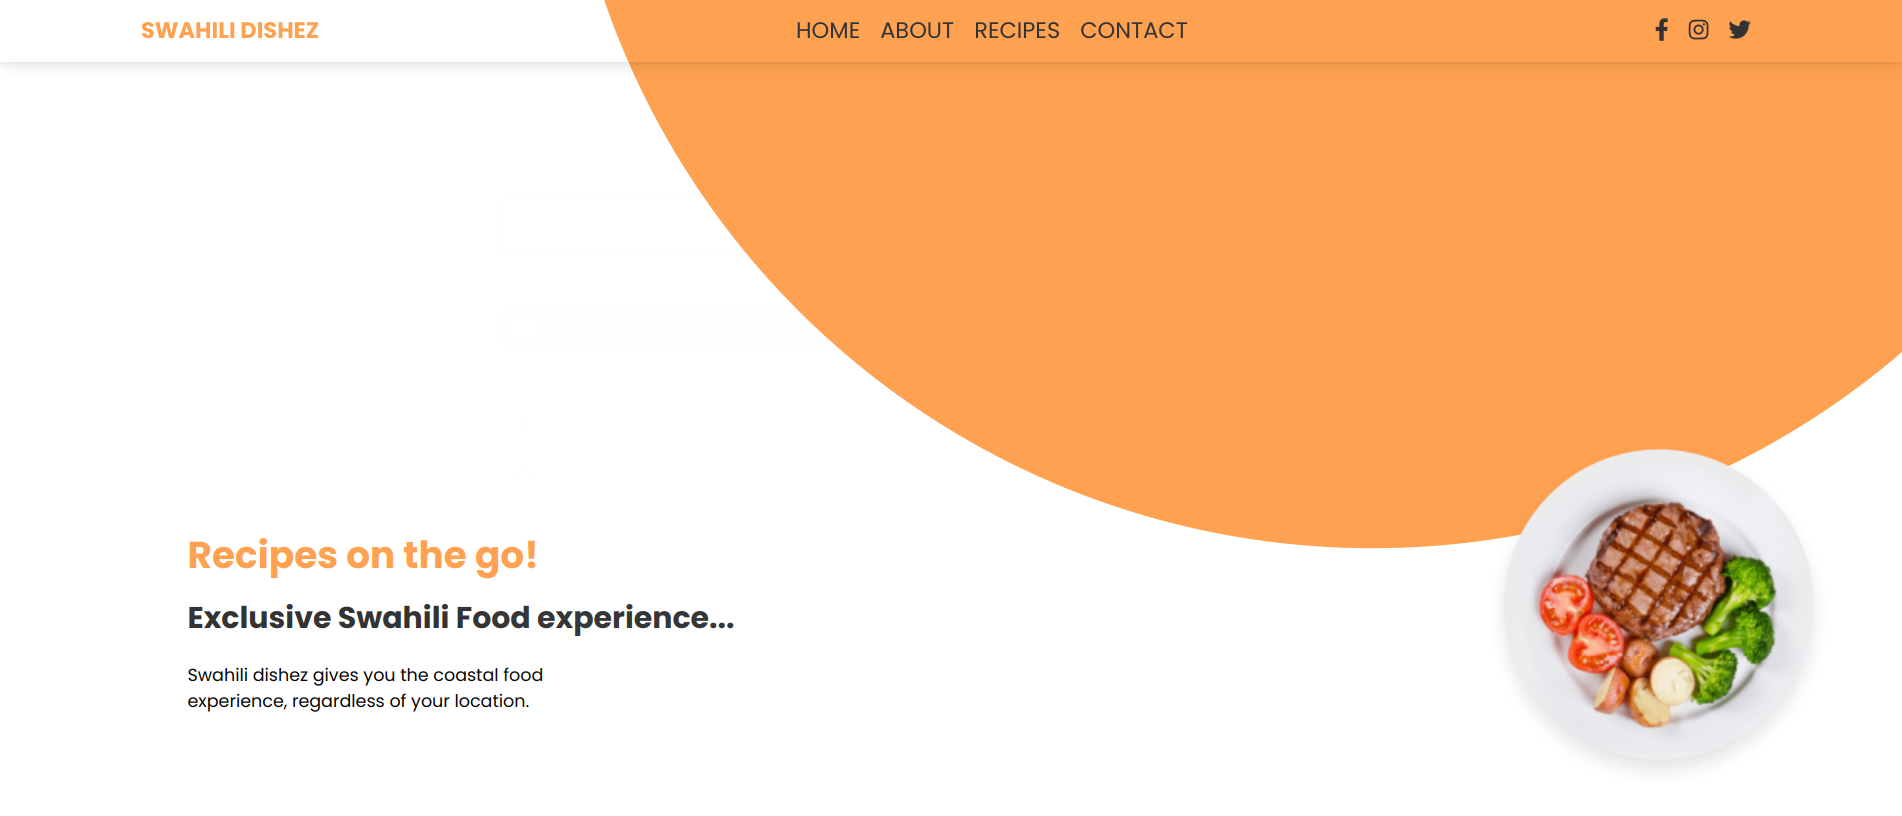 SWAHILI DISHEZ
HOME ABOUT RECIPES CONTACT
Recipes on the go!
Exclusive Swahili Food experience...
Swahili dishez gives you the coastal food
experience, regardless of your location.